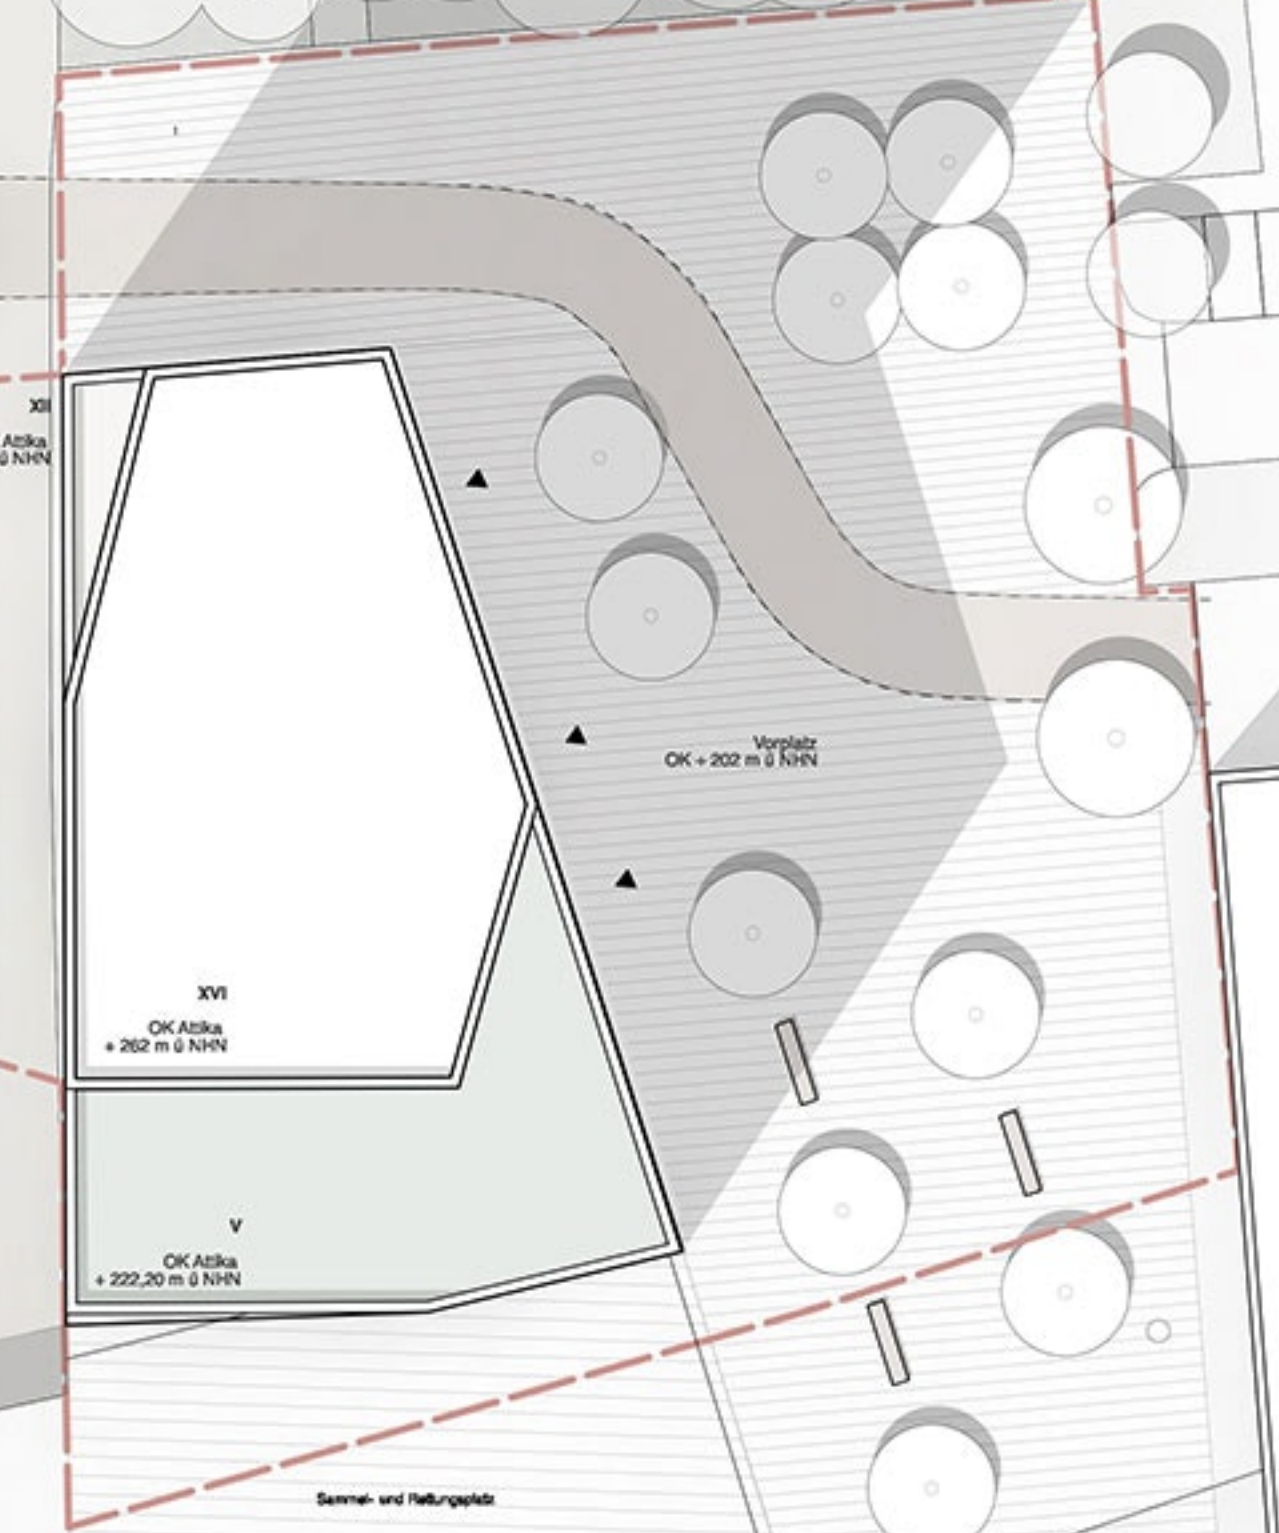 XII
Attika
ü NHN
Vorplatz
OK + 202 m ü NHN
XVI
OK Attika
+ 262 m ü NHN
V
OK Attika
+ 222,20 m ü NHN
Sammel- und Rettungsplatz